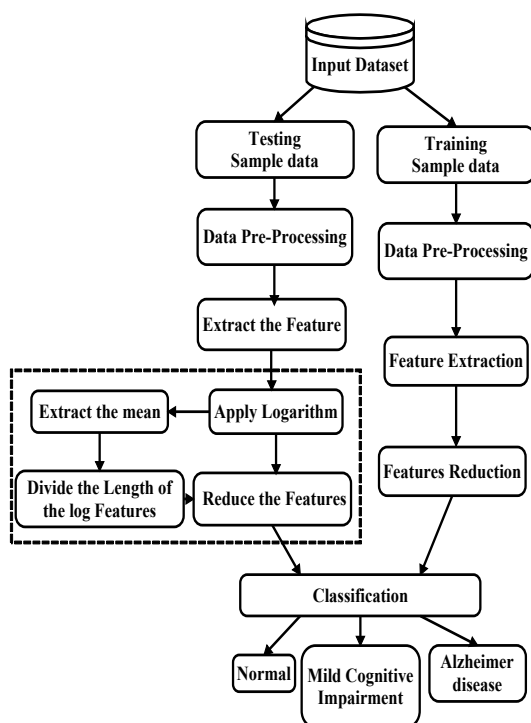 Input Dataset
Testing
Sample data
Training
Sample data
Data Pre-Processing
Data Pre-Processing
Extract the Feature
Feature Extraction
Extract the mean
Apply Logarithm
Divide the Length of
the log Features
Reduce the Features
Features Reduction
Classification
Normal
Mild Cognitive
Impairment
Alzheimer
disease